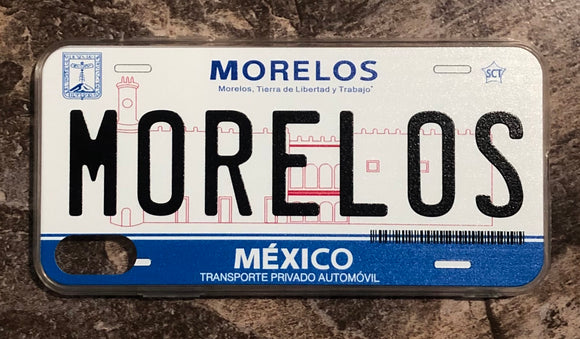 MORELOS
Morelos, Tierra de Libertad y Trabajo"
SCT
MORELOS
MÉXICO
TRANSPORTE PRIVADO AUTOMÓVIL